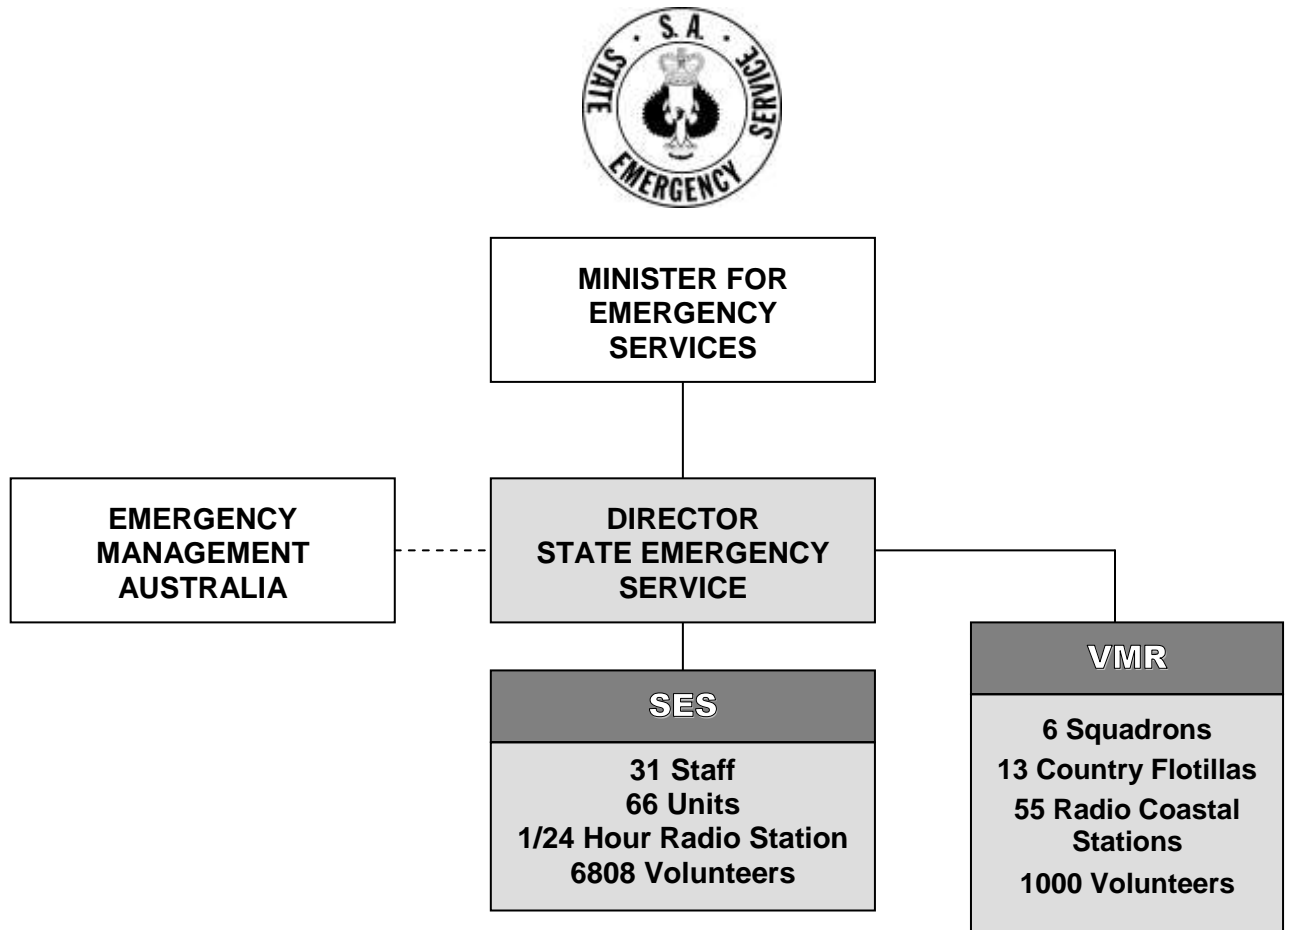 S. A. STATE EMERGENCY SERVICE
MINISTER FOR
EMERGENCY
SERVICES
EMERGENCY
MANAGEMENT
AUSTRALIA
DIRECTOR
STATE EMERGENCY
SERVICE
SES
31 Staff
66 Units
1/24 Hour Radio Station
6808 Volunteers
VMR
6 Squadrons
13 Country Flotillas
55 Radio Coastal
Stations
1000 Volunteers